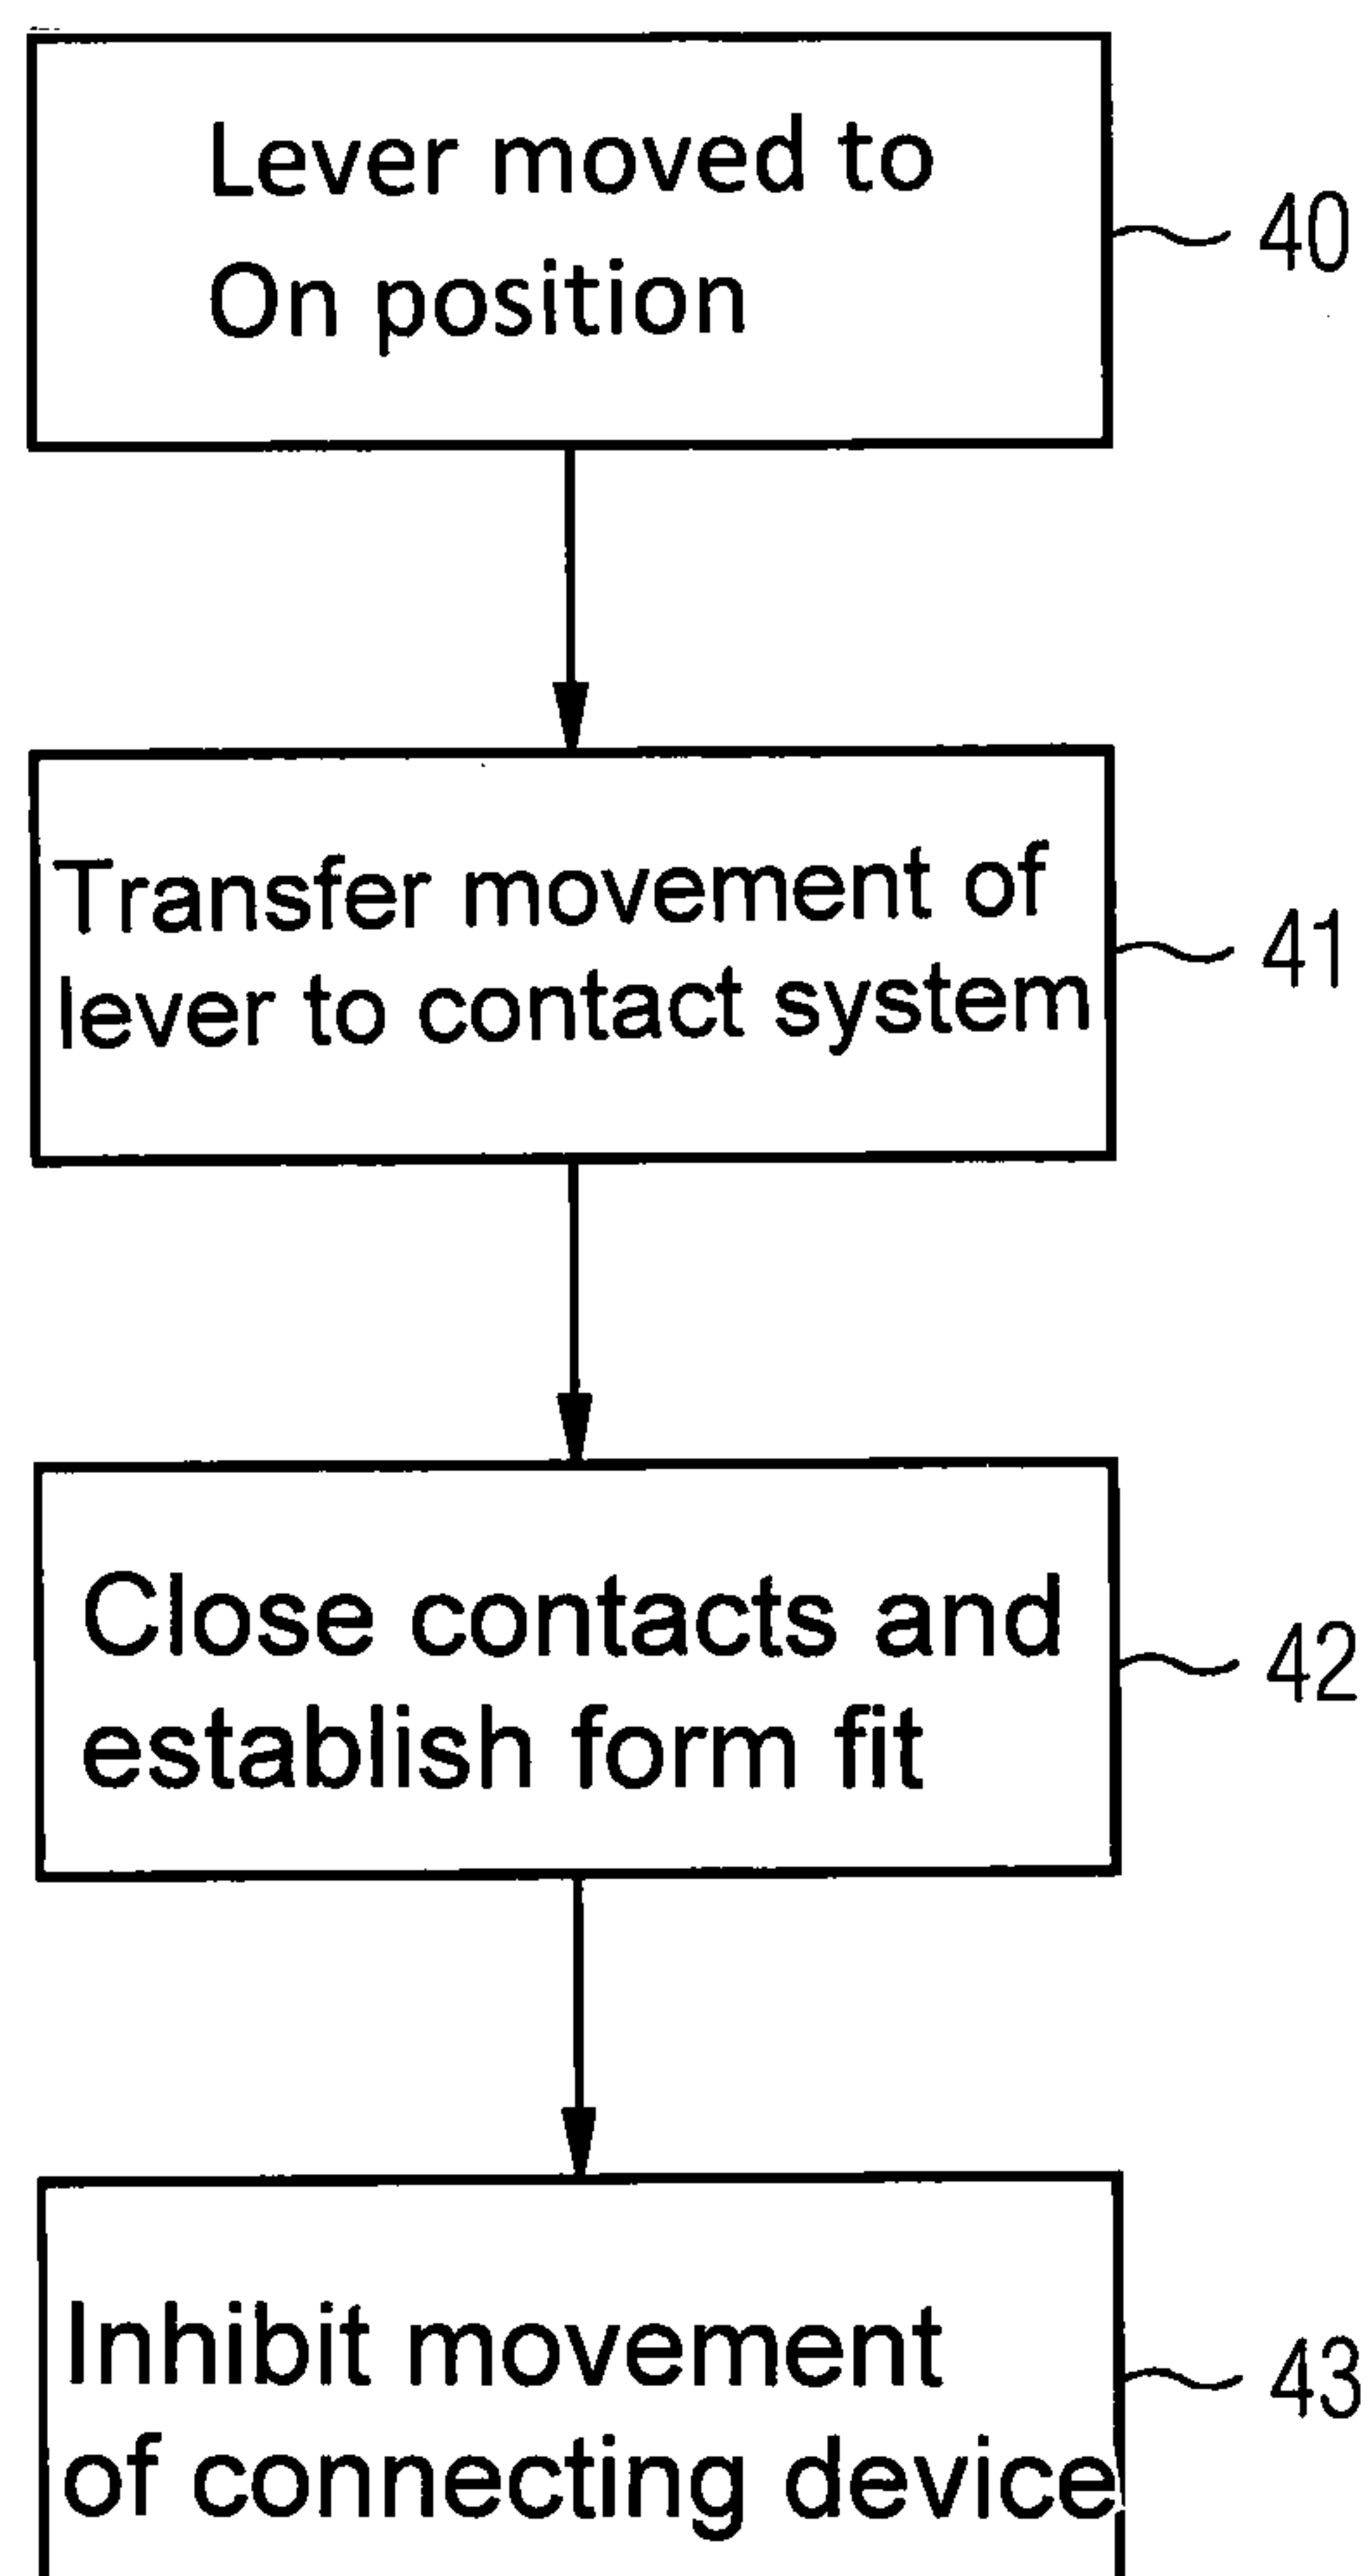 Lever moved to
On position
40
Transfer movement of
lever to contact system
41
Close contacts and
establish form fit
42
Inhibit movement
of connecting device
43